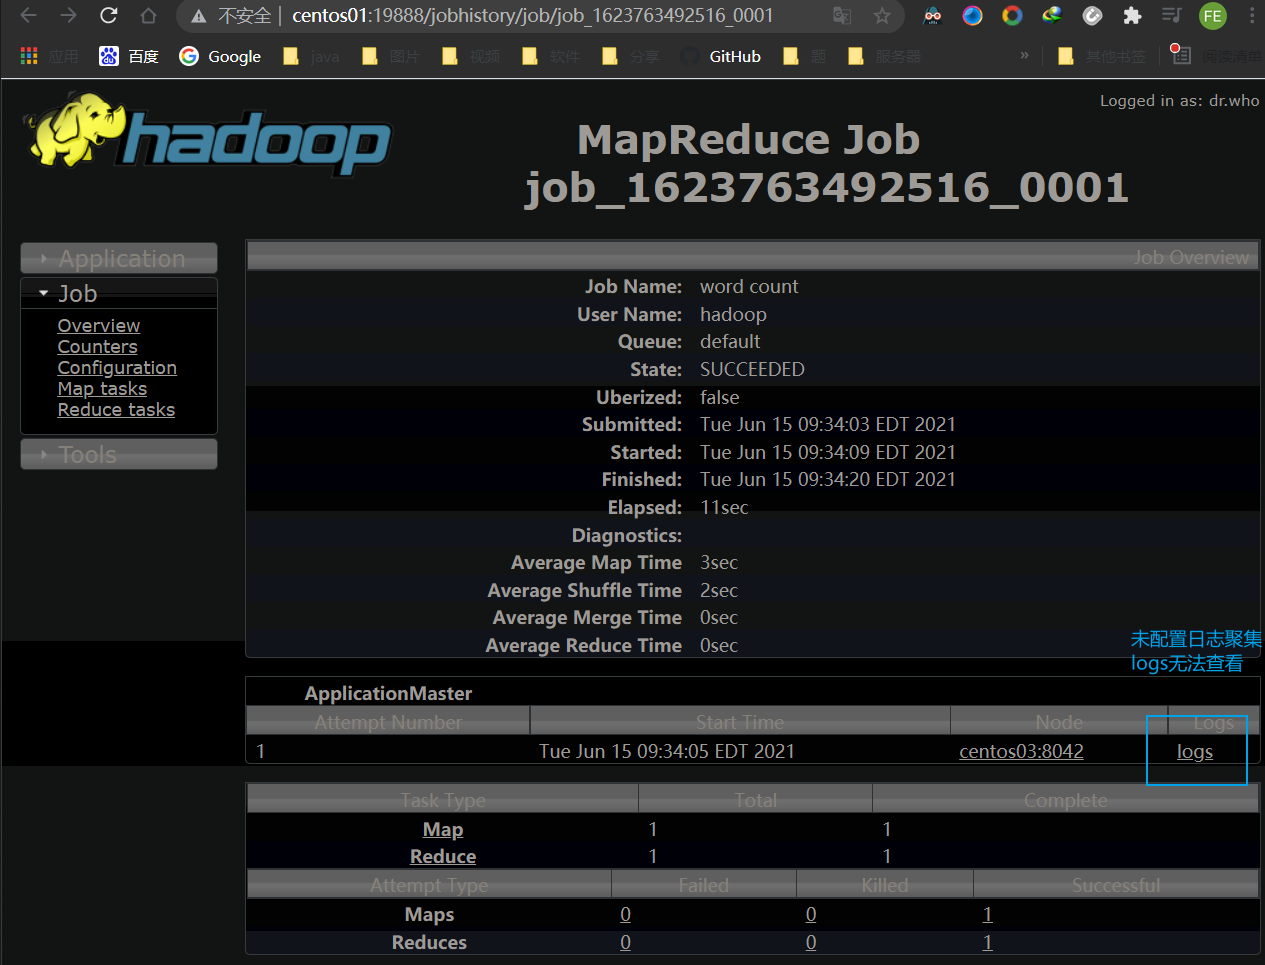 不安全 | centos01:19888/jobhistory/job/job_1623763492516_0001
FE
应用 百度 Google java 图片 视频 软件 分享 GitHub 题 服务器 » 其他书签 阅读清单
Logged in as: dr.who
hadoop
MapReduce Job
job_1623763492516_0001
Application
Job
Overview
Counters
Configuration
Map tasks
Reduce tasks
Tools
Job Overview
Job Name: word count
User Name: hadoop
Queue: default
State: SUCCEEDED
Uberized: false
Submitted: Tue Jun 15 09:34:03 EDT 2021
Started: Tue Jun 15 09:34:09 EDT 2021
Finished: Tue Jun 15 09:34:20 EDT 2021
Elapsed: 11sec
Diagnostics:
Average Map Time 3sec
Average Shuffle Time 2sec
Average Merge Time 0sec
Average Reduce Time 0sec
未配置日志聚集
logs无法查看
ApplicationMaster
Attempt Number Start Time Node Logs
1 Tue Jun 15 09:34:05 EDT 2021 centos03:8042 logs
Task Type Total Complete
Map 1 1
Reduce 1 1
Attempt Type Failed Killed Successful
Maps 0 0 1
Reduces 0 0 1